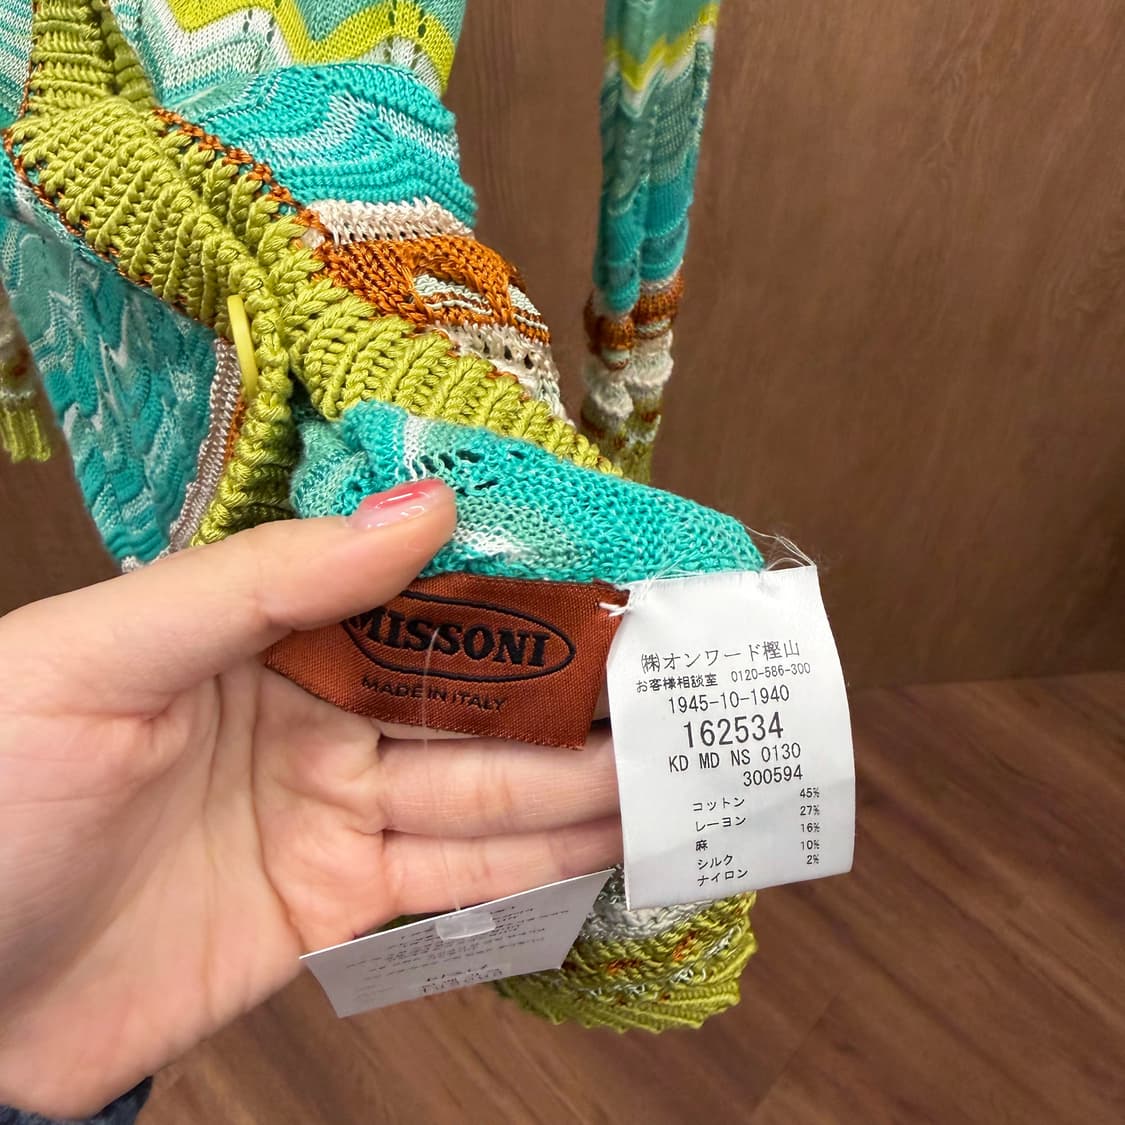 MISSONI
MADE IN ITALY
㈱オンワード樫山
お客様相談室 0120-586-300
1945-10-1940
162534
KD MD NS 0130
300594
コットン 45%
レーヨン 27%
麻 16%
シルク 10%
ナイロン 2%